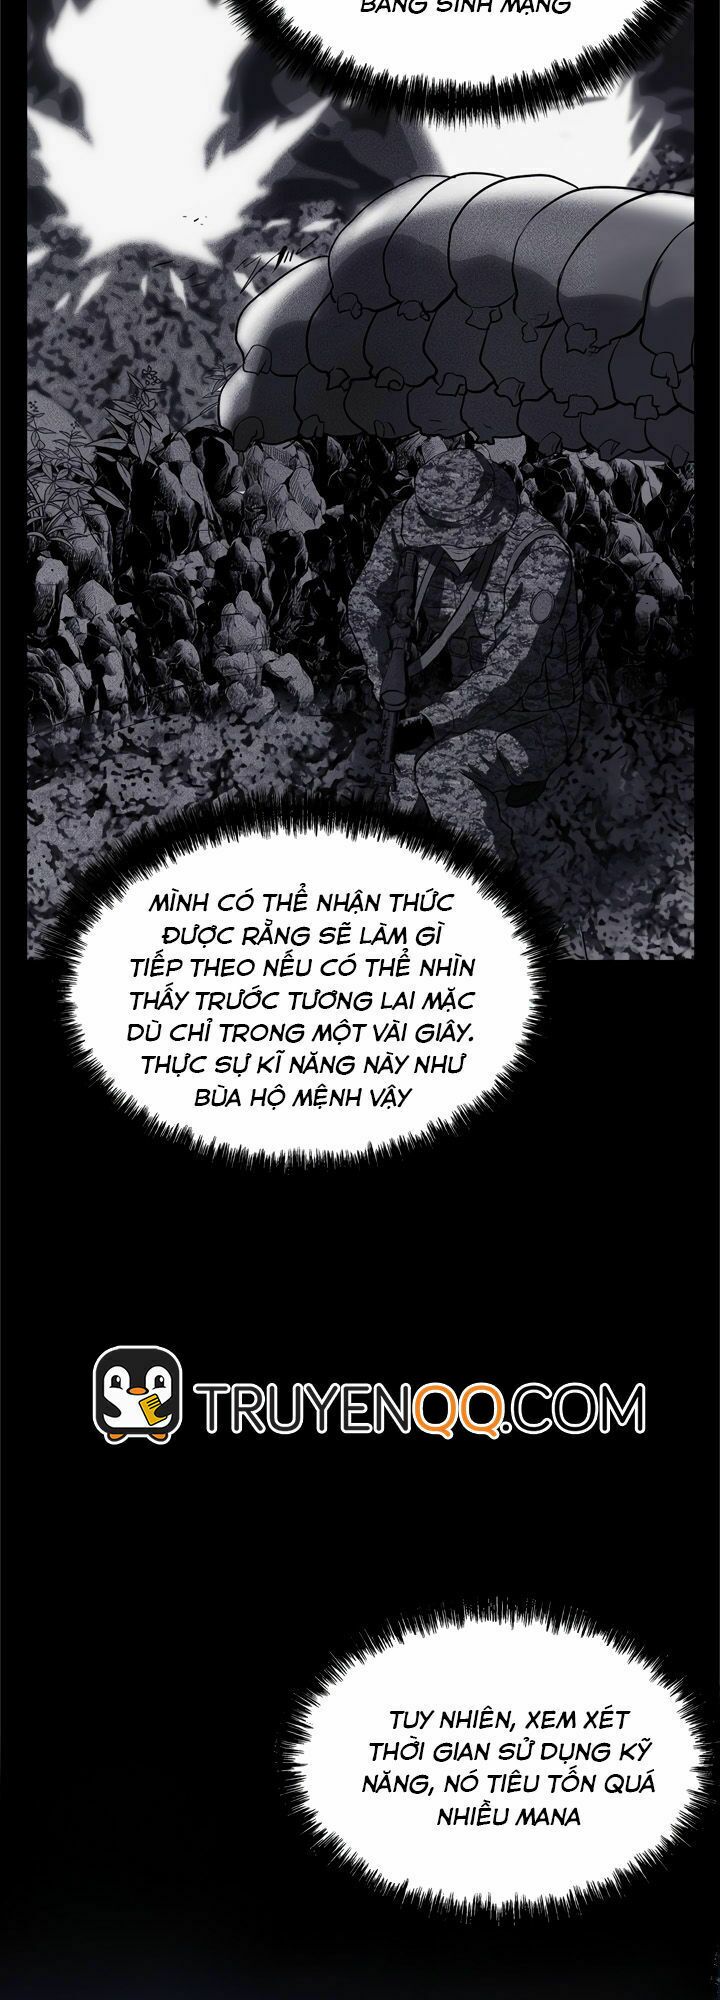 BẰNG SINH MẠNG
MÌNH CÓ THỂ NHẬN THỨC
ĐƯỢC RẰNG SẼ LÀM GÌ
TIẾP THEO NẾU CÓ THỂ NHÌN
THẤY TRƯỚC TƯƠNG LAI MẶC
DÙ CHỈ TRONG MỘT VÀI GIÂY.
THỰC SỰ KĨ NĂNG NÀY NHƯ
BÙA HỘ MỆNH VẬY
TRUYENQQ.COM
TUY NHIÊN, XEM XÉT
THỜI GIAN SỬ DỤNG KỸ
NĂNG, NÓ TIÊU TỐN QUÁ
NHIỀU MANA